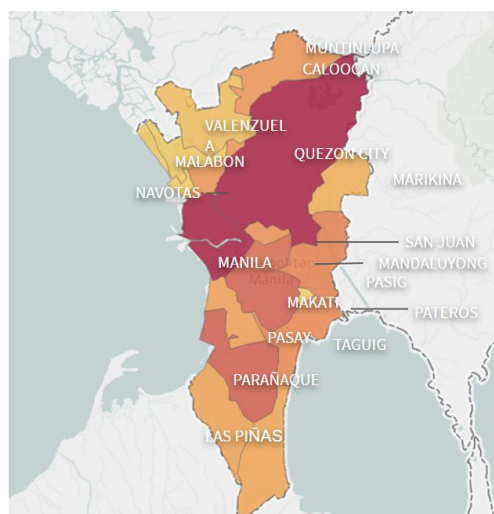 MUNTINLUPA
CALOOCAN
VALENZUEL
A
MALABON
QUEZON CITY
MARIKINA
NAVOTAS
SAN JUAN
MANILA
MANDALUYONG
Manila
PASIG
MAKATI
PATEROS
PASAY
TAGUIG
PARAÑAQUE
LAS PIÑAS